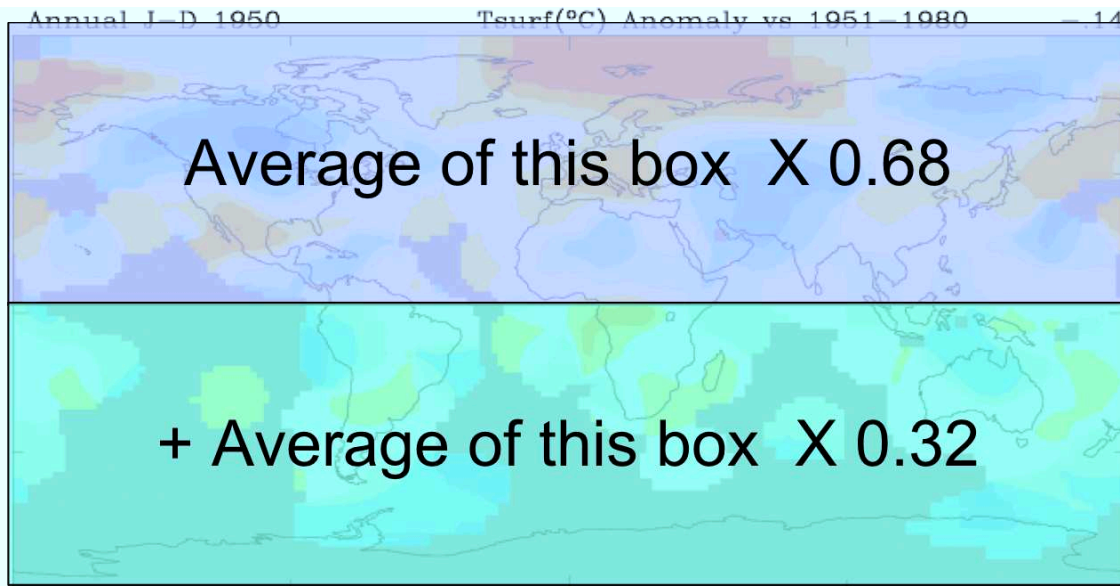 Annual J-D 1950 Tsurf(°C) Anomaly vs 1951-1980 -.14
Average of this box X 0.68
+ Average of this box X 0.32